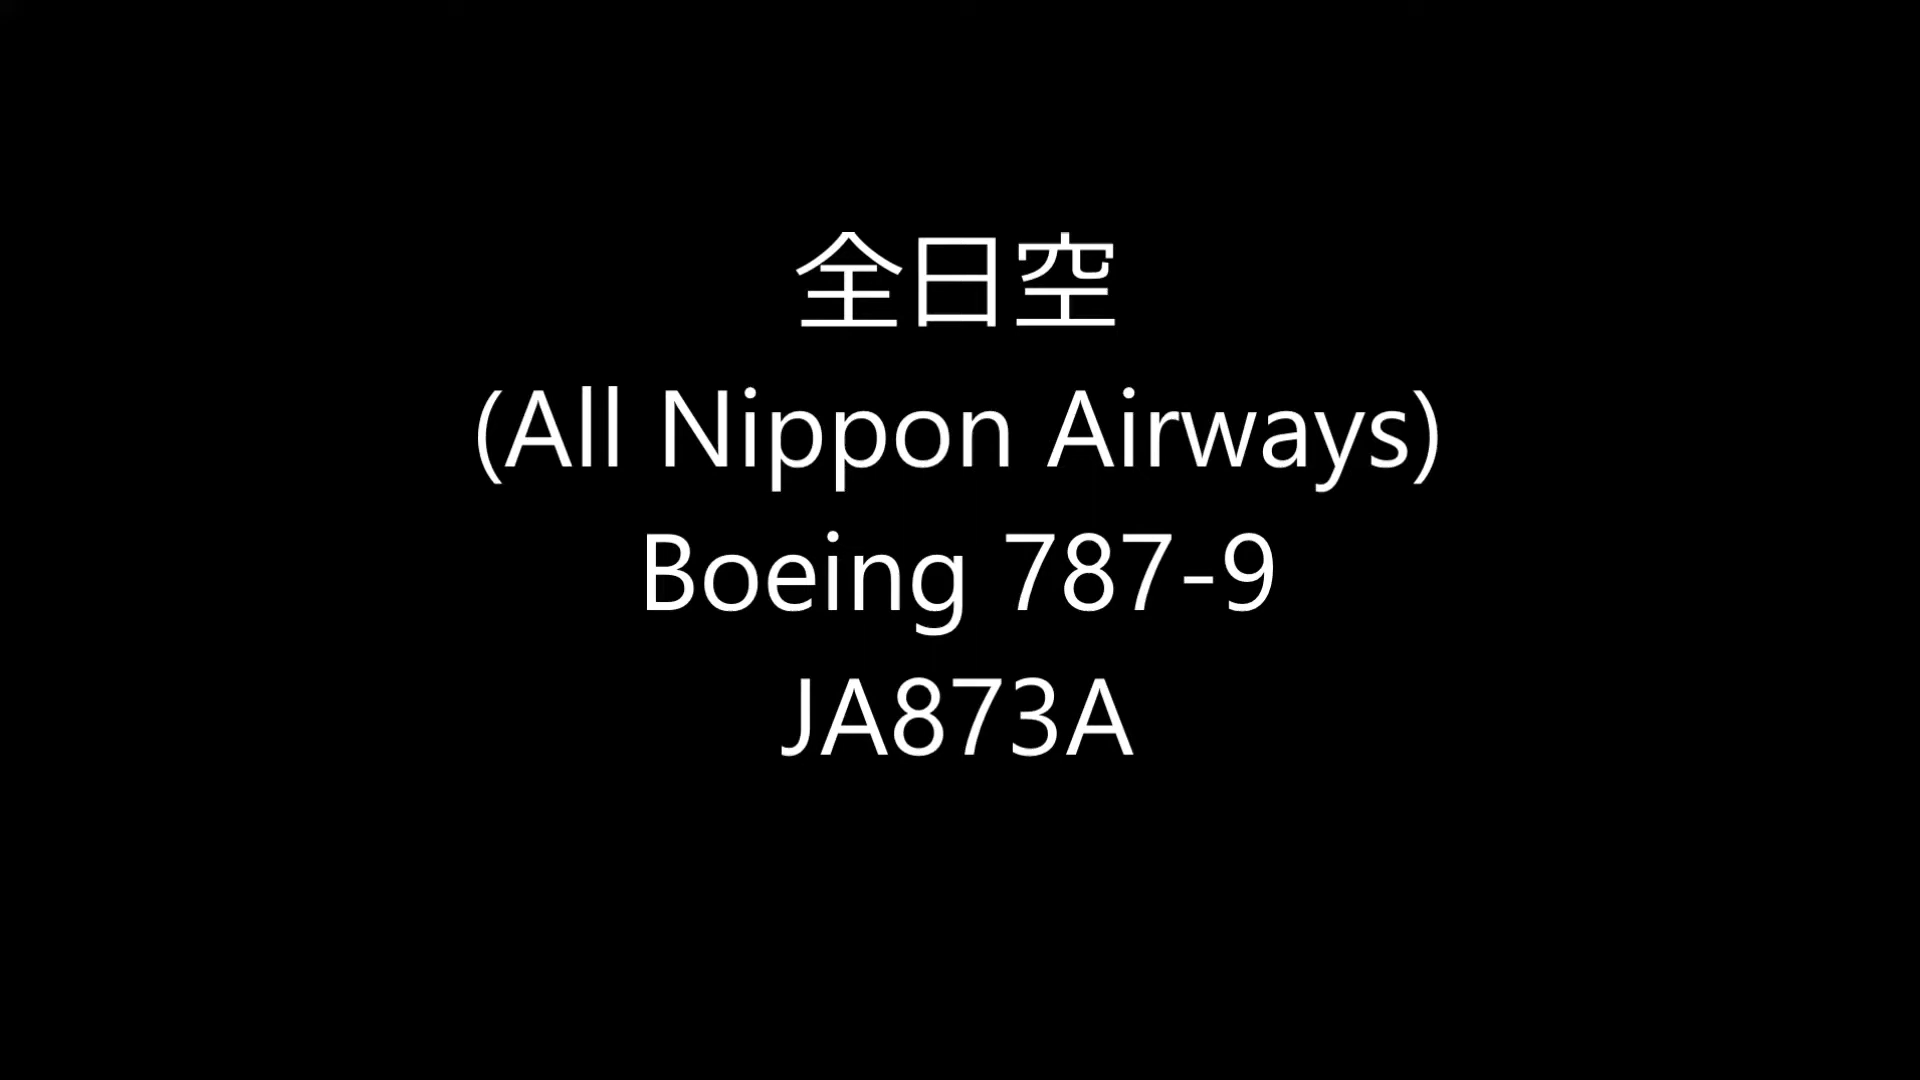 全日空
(All Nippon Airways)
Boeing 787-9
JA873A